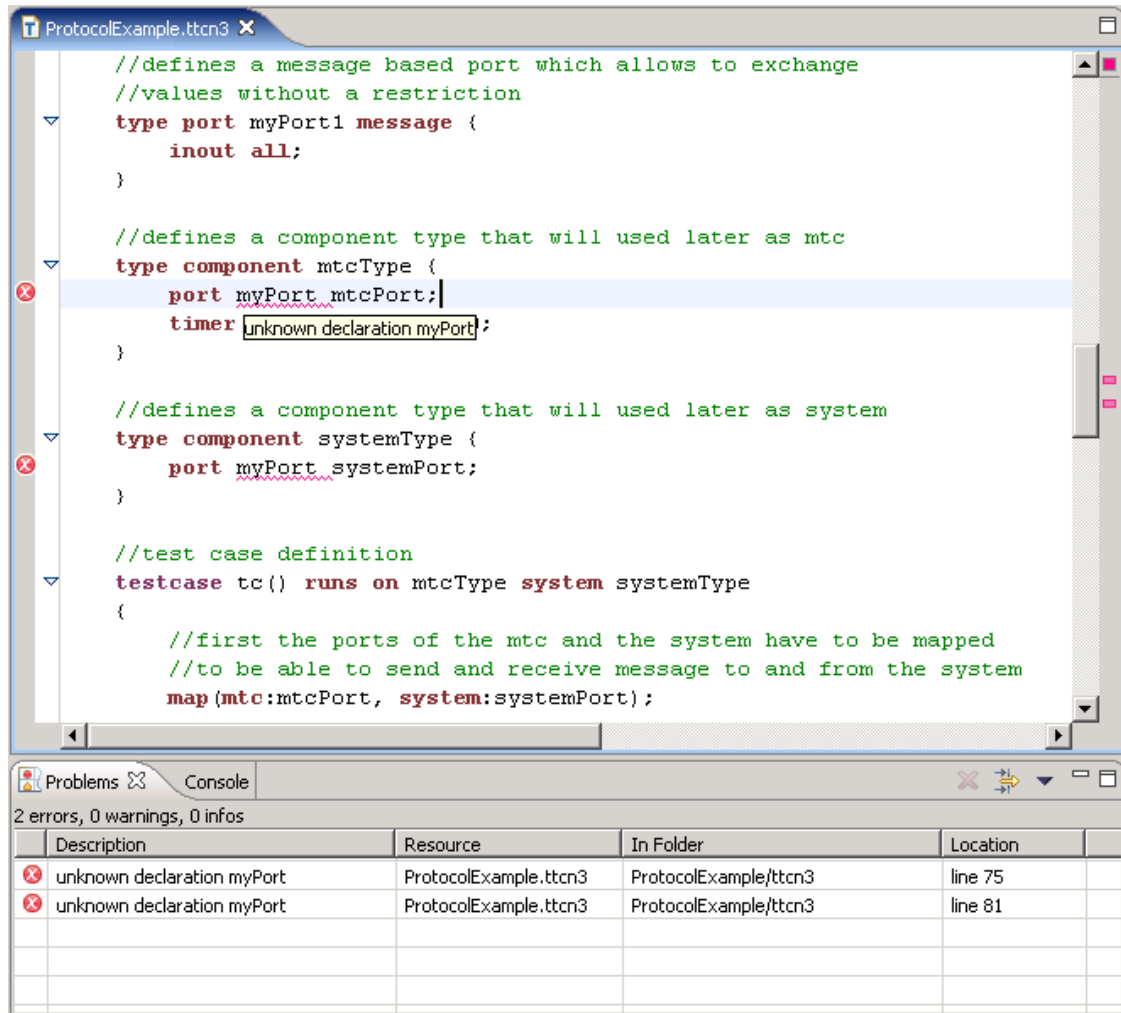 ProtocolExample.ttcn3
//defines a message based port which allows to exchange
//values without a restriction
type port myPort1 message {
inout all;
}
//defines a component type that will used later as mtc
type component mtcType {
port myPort mtcPort;
timer unknown declaration myPort ;
}
//defines a component type that will used later as system
type component systemType {
port myPort systemPort;
}
//test case definition
testcase tc() runs on mtcType system systemType
{
//first the ports of the mtc and the system have to be mapped
//to be able to send and receive message to and from the system
map(mtc:mtcPort, system:systemPort);
Problems Console
2 errors, 0 warnings, 0 infos
Description Resource In Folder Location
unknown declaration myPort ProtocolExample.ttcn3 ProtocolExample/ttcn3 line 75
unknown declaration myPort ProtocolExample.ttcn3 ProtocolExample/ttcn3 line 81